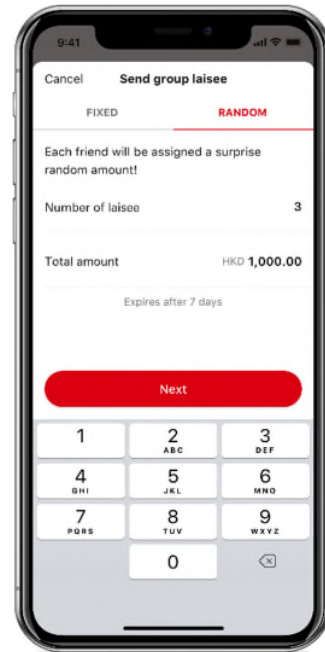 9:41
Cancel Send group laisee
FIXED RANDOM
Each friend will be assigned a surprise
random amount!
Number of laisee 3
Total amount HKD 1,000.00
Expires after 7 days
Next
1 2 3
ABC DEF
4 5 6
GHI JKL MNO
7 8 9
PQRS TUV WXYZ
0